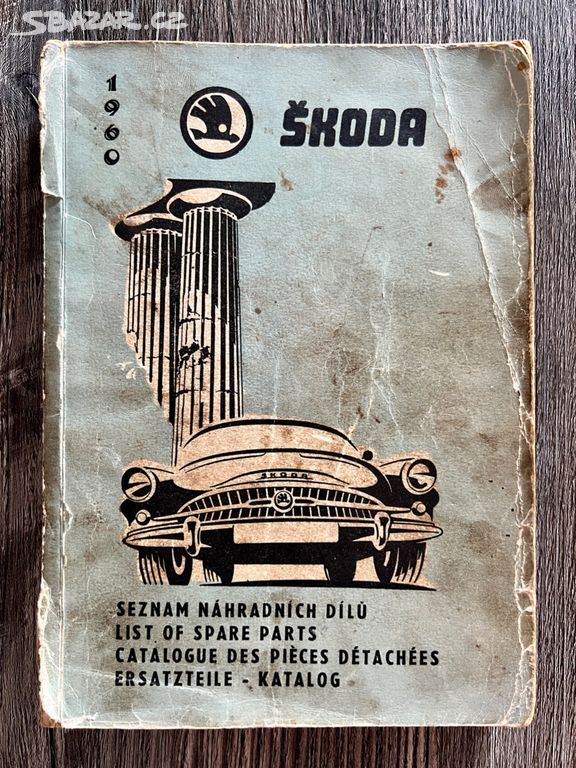 SBAZAR.CZ
1960
ŠKODA
ŠKODA
SEZNAM NÁHRADNÍCH DÍLŮ
LIST OF SPARE PARTS
CATALOGUE DES PIÈCES DÉTACHÉES
ERSATZTEILE - KATALOG